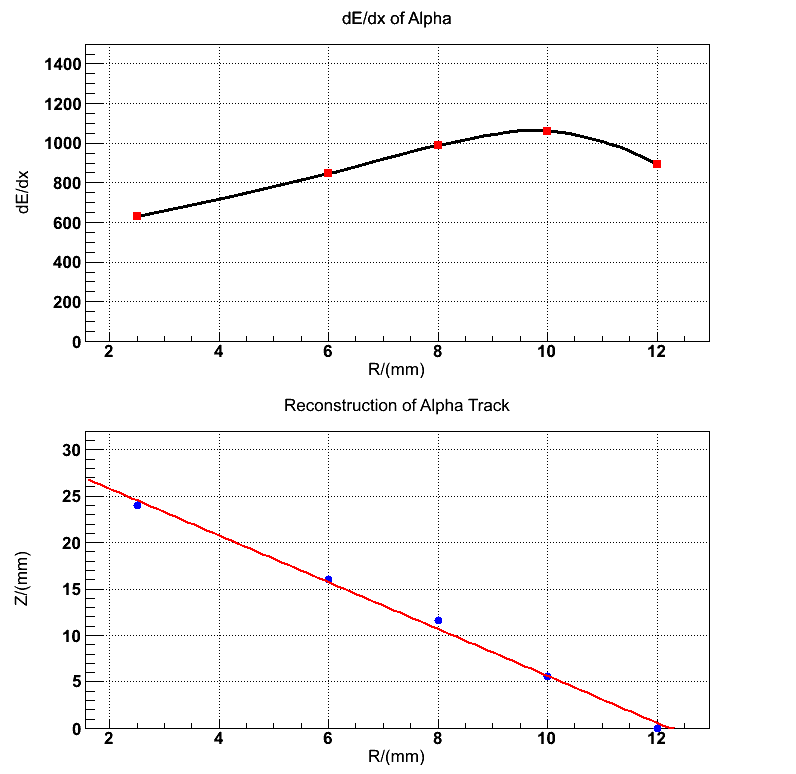 dE/dx of Alpha
dE/dx
1400
1200
1000
800
600
400
200
0
2 4 6 8 10 12
R/(mm)
Reconstruction of Alpha Track
Z/(mm)
30
25
20
15
10
5
0
2 4 6 8 10 12
R/(mm)